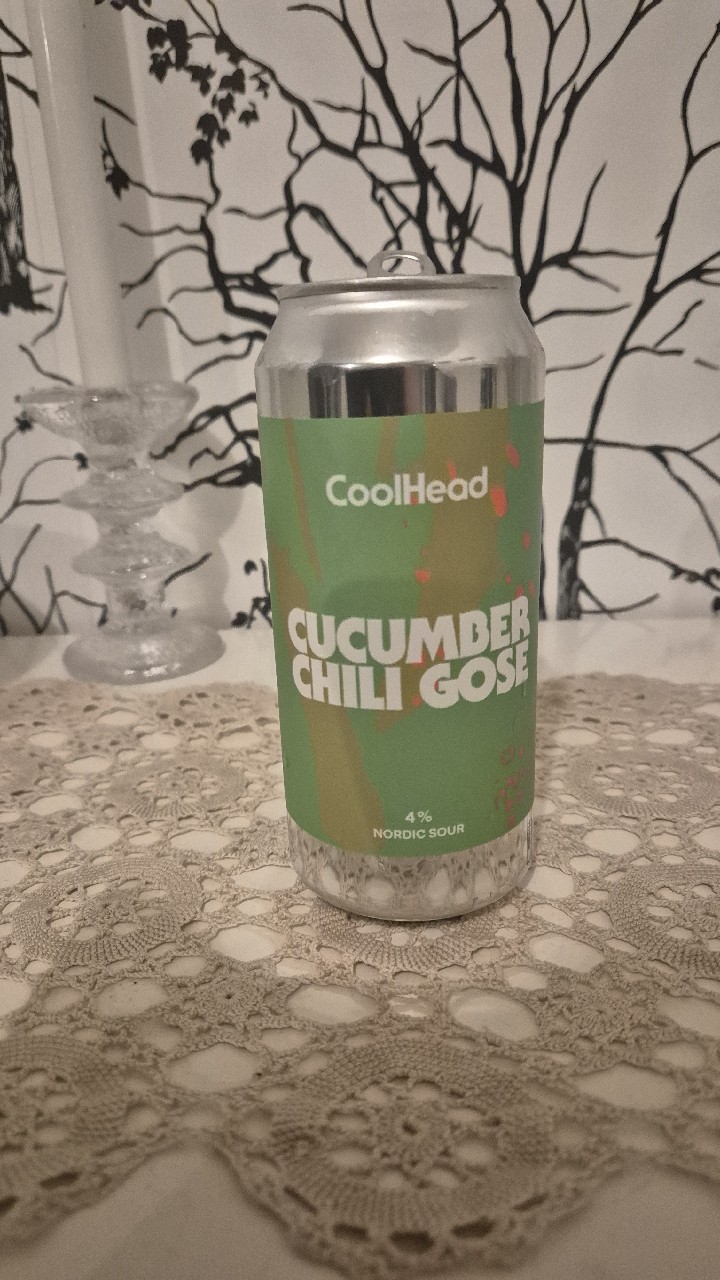 CoolHead
CUCUMBER
CHILI GOSE
4%
NORDIC SOUR